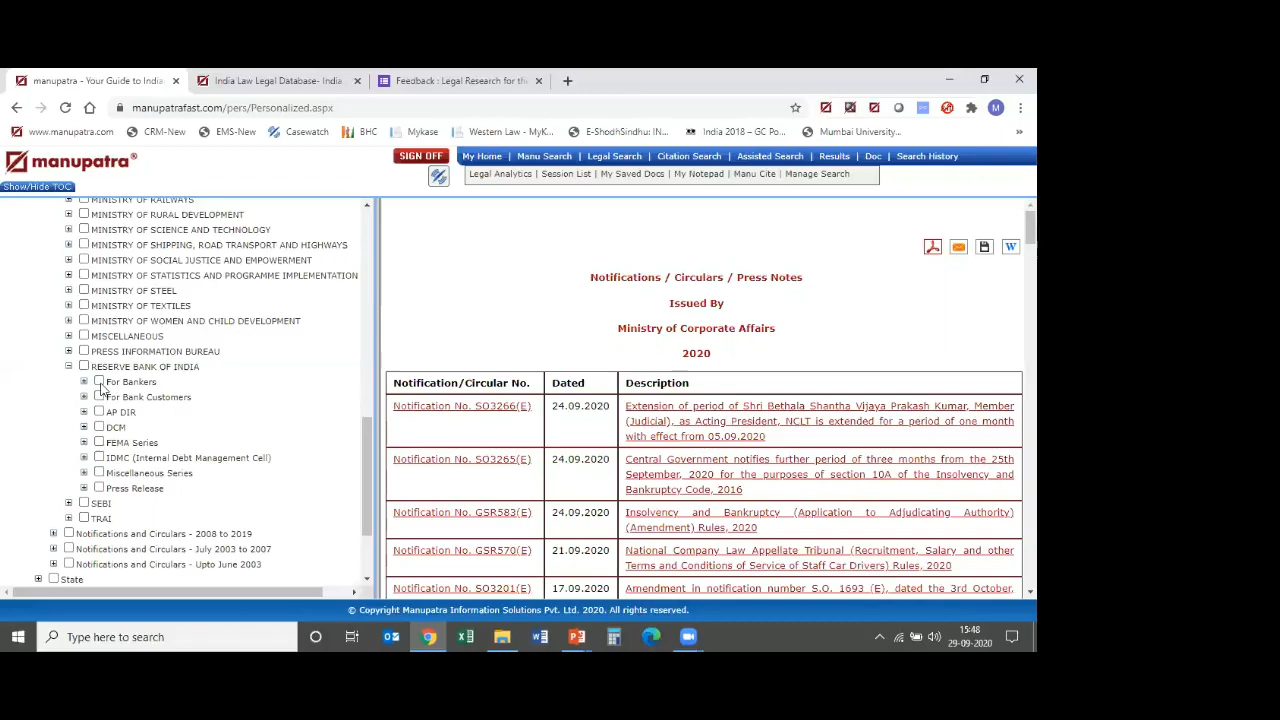 manupatra - Your Guide to India
India Law Legal Database- India
Feedback : Legal Research for th
manupatrafast.com/pers/Personalized.aspx
M
www.manupatra.com
CRM-New
EMS-New
Casewatch
BHC
Mykase
Western Law - MyK...
E-ShodhSindhu: IN...
India 2018 – GC Po...
Mumbai University...
»
manupatra®
SIGN OFF
My Home | Manu Search | Legal Search | Citation Search | Assisted Search | Results | Doc | Search History
Show/Hide TOC
Legal Analytics | Session List | My Saved Docs | My Notepad | Manu Cite | Manage Search
MINISTRY OF RAILWAYS
MINISTRY OF RURAL DEVELOPMENT
MINISTRY OF SCIENCE AND TECHNOLOGY
MINISTRY OF SHIPPING, ROAD TRANSPORT AND HIGHWAYS
MINISTRY OF SOCIAL JUSTICE AND EMPOWERMENT
MINISTRY OF STATISTICS AND PROGRAMME IMPLEMENTATION
MINISTRY OF STEEL
MINISTRY OF TEXTILES
MINISTRY OF WOMEN AND CHILD DEVELOPMENT
MISCELLANEOUS
PRESS INFORMATION BUREAU
RESERVE BANK OF INDIA
For Bankers
For Bank Customers
AP DIR
DCM
FEMA Series
IDMC (Internal Debt Management Cell)
Miscellaneous Series
Press Release
SEBI
TRAI
Notifications and Circulars - 2008 to 2019
Notifications and Circulars - July 2003 to 2007
Notifications and Circulars - Upto June 2003
State
Notifications / Circulars / Press Notes
Issued By
Ministry of Corporate Affairs
2020
Notification/Circular No. Dated Description
Notification No. SO3266(E) 24.09.2020 Extension of period of Shri Bethala Shantha Vijaya Prakash Kumar, Member
(Judicial), as Acting President, NCLT is extended for a period of one month
with effect from 05.09.2020
Notification No. SO3265(E) 24.09.2020 Central Government notifies further period of three months from the 25th
September, 2020 for the purposes of section 10A of the Insolvency and
Bankruptcy Code, 2016
Notification No. GSR583(E) 24.09.2020 Insolvency and Bankruptcy (Application to Adjudicating Authority)
(Amendment) Rules, 2020
Notification No. GSR570(E) 21.09.2020 National Company Law Appellate Tribunal (Recruitment, Salary and other
Terms and Conditions of Service of Staff Car Drivers) Rules, 2020
Notification No. SO3201(E) 17.09.2020 Amendment in notification number S.O. 1693 (E), dated the 3rd October,
© Copyright Manupatra Information Solutions Pvt. Ltd. 2020. All rights reserved.
Type here to search
15:48
29-09-2020